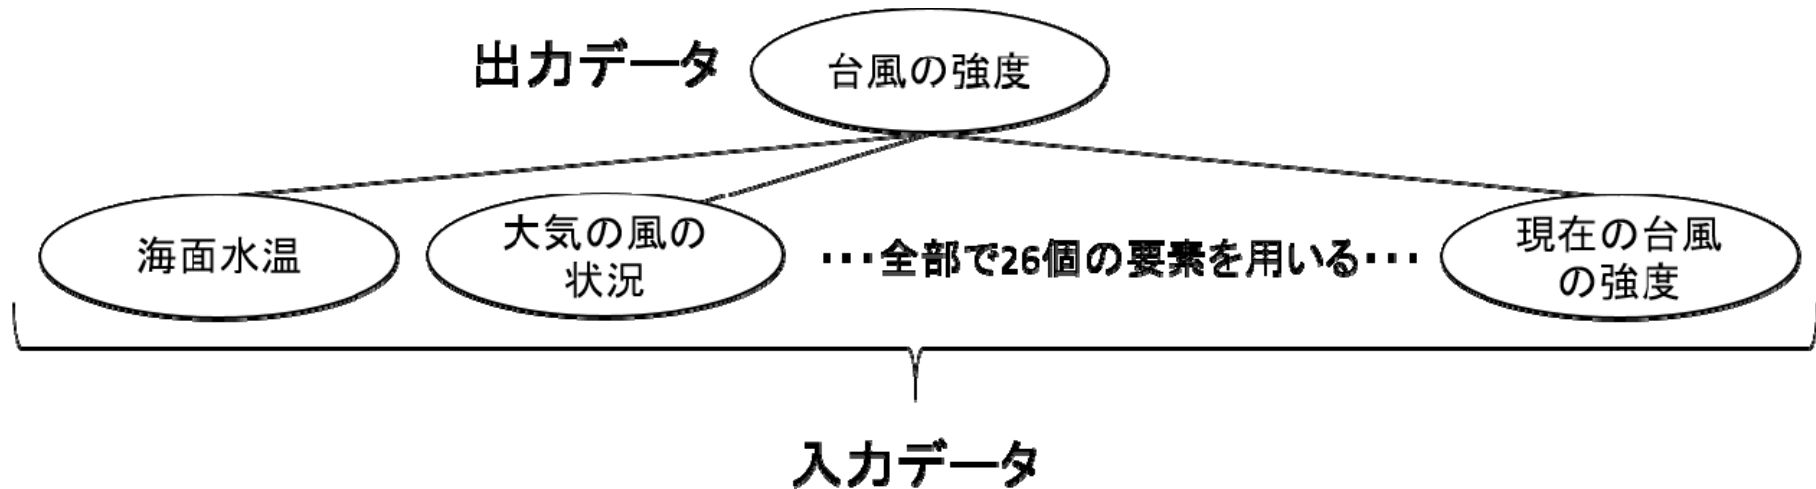 出力データ
台風の強度
海面水温
大気の風の
状況
・・・全部で26個の要素を用いる・・・
現在の台風
の強度
入力データ